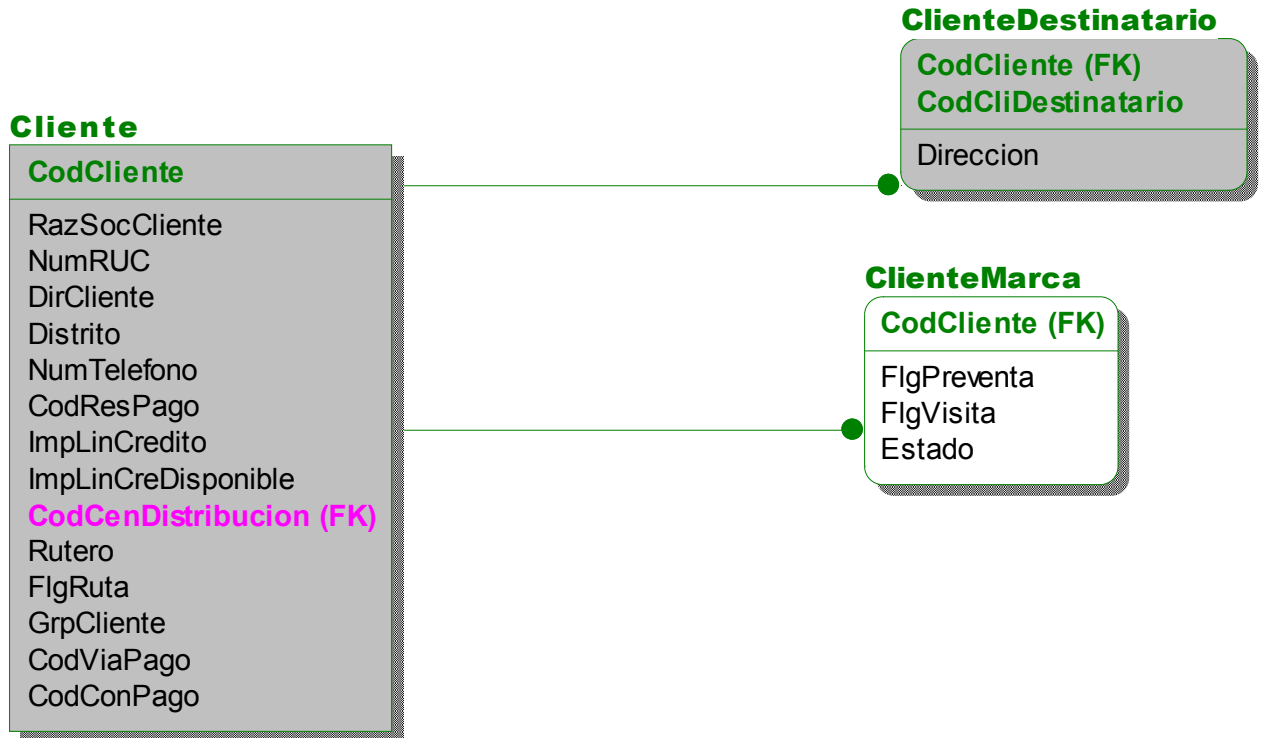 Cliente
CodCliente
RazSocCliente
NumRUC
DirCliente
Distrito
NumTelefono
CodResPago
ImpLinCredito
ImpLinCreDisponible
CodCenDistribucion (FK)
Rutero
FlgRuta
GrpCliente
CodViaPago
CodConPago
ClienteDestinatario
CodCliente (FK)
CodCliDestinatario
Direccion
ClienteMarca
CodCliente (FK)
FlgPreventa
FlgVisita
Estado